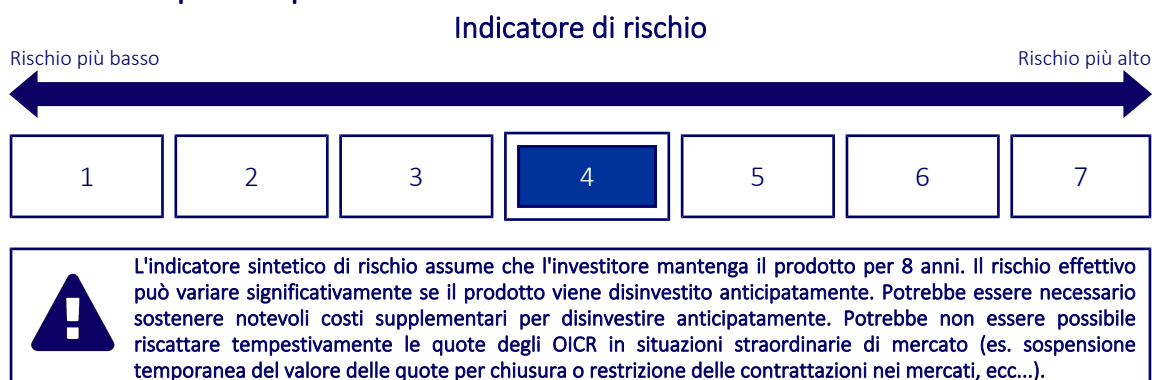 Indicatore di rischio
Rischio più basso
Rischio più alto
1
2
3
4
5
6
7
L'indicatore sintetico di rischio assume che l'investitore mantenga il prodotto per 8 anni. Il rischio effettivo
può variare significativamente se il prodotto viene disinvestito anticipatamente. Potrebbe essere necessario
sostenere notevoli costi supplementari per disinvestire anticipatamente. Potrebbe non essere possibile
riscattare tempestivamente le quote degli OICR in situazioni straordinarie di mercato (es. sospensione
temporanea del valore delle quote per chiusura o restrizione delle contrattazioni nei mercati, ecc...).